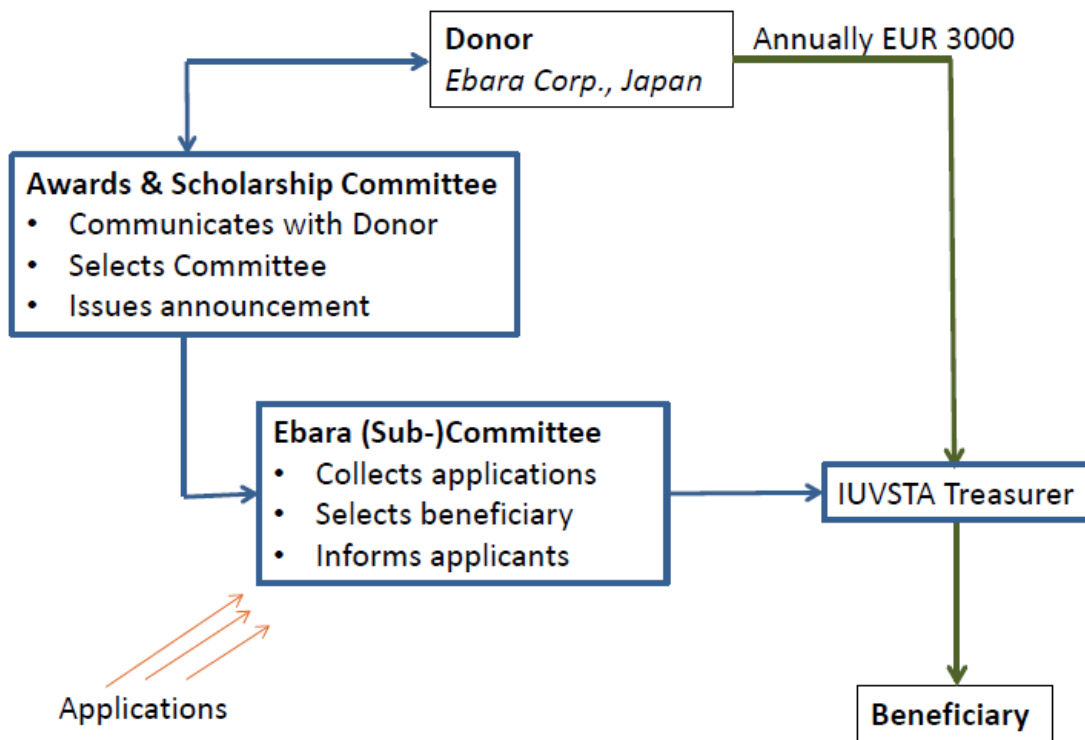 Donor
Ebara Corp., Japan
Annually EUR 3000
Awards & Scholarship Committee
• Communicates with Donor
• Selects Committee
• Issues announcement
Ebara (Sub-)Committee
• Collects applications
• Selects beneficiary
• Informs applicants
IUVSTA Treasurer
Applications
Beneficiary